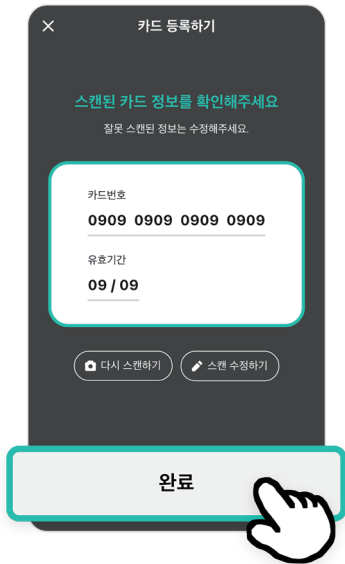 카드 등록하기
스캔된 카드 정보를 확인해주세요
잘못 스캔된 정보는 수정해주세요.
카드번호
0909 0909 0909 0909
유효기간
09 / 09
다시 스캔하기
스캔 수정하기
완료